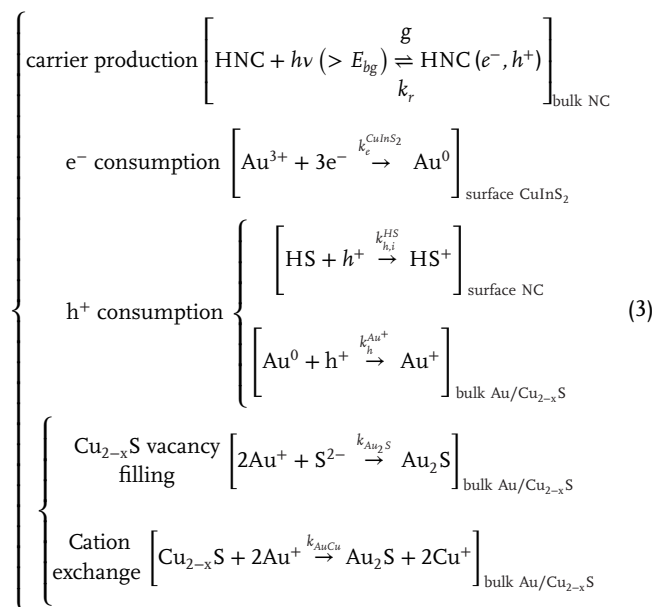 carrier production [HNC + hν (> E_bg) ⇌ HNC (e⁻, h⁺)]_bulk NC
g
k_r
e⁻ consumption [Au³⁺ + 3e⁻ → Au⁰]_surface CuInS₂
k_e^CuInS₂
h⁺ consumption
[HS + h⁺ → HS⁺]_surface NC
k_h,i^HS
[Au⁰ + h⁺ → Au⁺]_bulk Au/Cu₂₋ₓS
k_h^Au⁺
(3)
Cu₂₋ₓS vacancy
filling
[2Au⁺ + S²⁻ → Au₂S]_bulk Au/Cu₂₋ₓS
k_Au₂S
Cation
exchange
[Cu₂₋ₓS + 2Au⁺ → Au₂S + 2Cu⁺]_bulk Au/Cu₂₋ₓS
k_AuCu